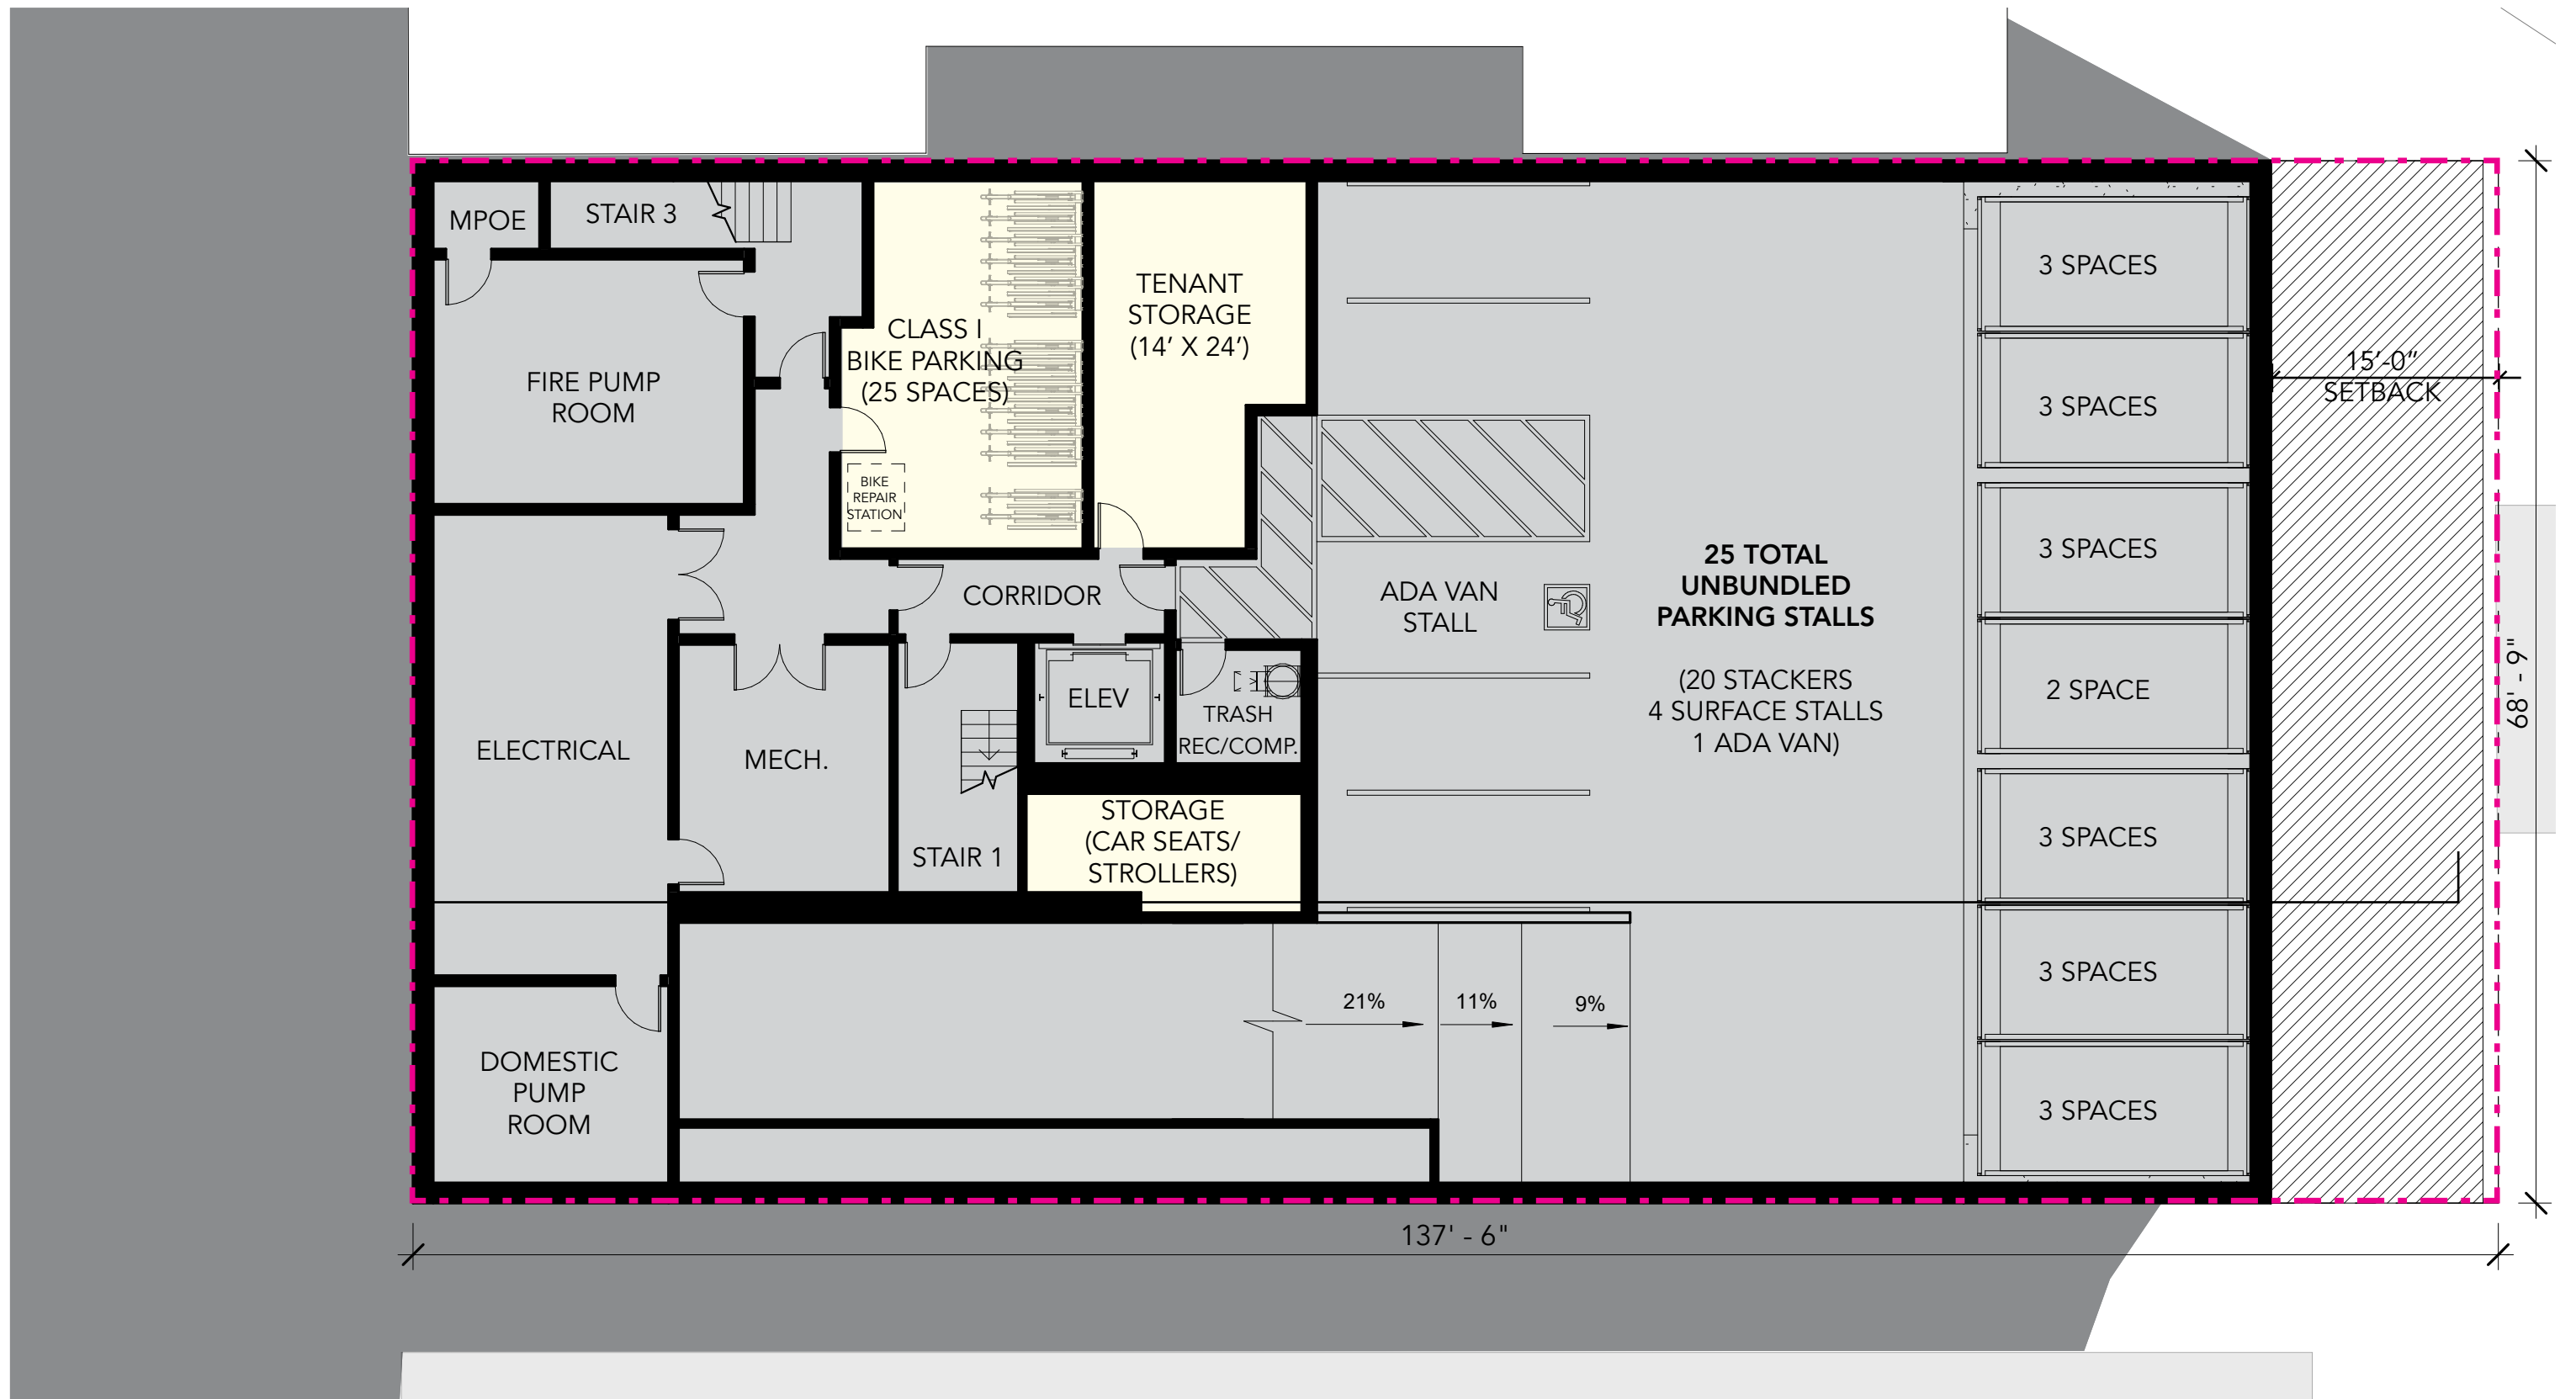 MPOE
STAIR 3
FIRE PUMP
ROOM
CLASS I
BIKE PARKING
(25 SPACES)
BIKE
REPAIR
STATION
TENANT
STORAGE
(14’ X 24’)
3 SPACES
3 SPACES
3 SPACES
2 SPACE
3 SPACES
3 SPACES
3 SPACES
15’-0”
SETBACK
68' - 9"
CORRIDOR
ADA VAN
STALL
25 TOTAL
UNBUNDLED
PARKING STALLS
(20 STACKERS
4 SURFACE STALLS
1 ADA VAN)
ELECTRICAL
MECH.
STAIR 1
ELEV
TRASH
REC/COMP.
STORAGE
(CAR SEATS/
STROLLERS)
21%
11%
9%
DOMESTIC
PUMP
ROOM
137' - 6"